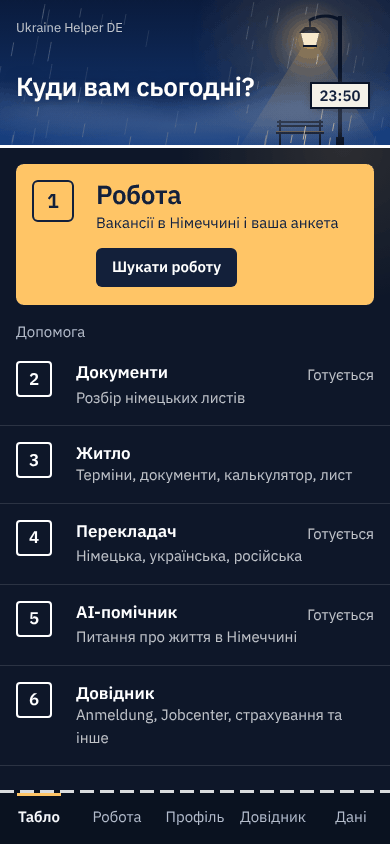 Ukraine Helper DE
Куди вам сьогодні?
23:50
1
Робота
Вакансії в Німеччині і ваша анкета
Шукати роботу
Допомога
2
Документи
Готується
Розбір німецьких листів
3
Житло
Терміни, документи, калькулятор, лист
4
Перекладач
Готується
Німецька, українська, російська
5
AI-помічник
Готується
Питання про життя в Німеччині
6
Довідник
Anmeldung, Jobcenter, страхування та
інше
Табло Робота Профіль Довідник Дані